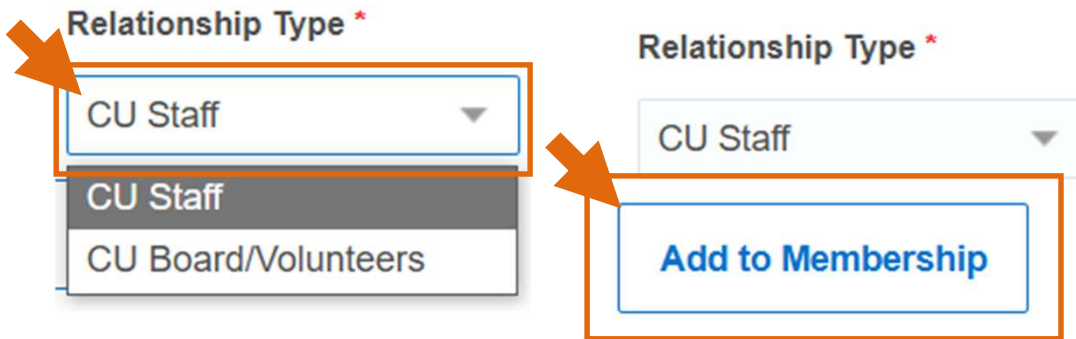 Relationship Type *
CU Staff
CU Staff
CU Board/Volunteers
Relationship Type *
CU Staff
Add to Membership